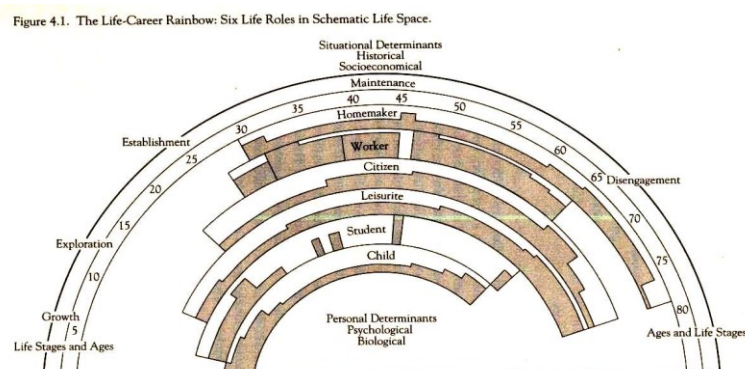 Figure 4.1. The Life-Career Rainbow: Six Life Roles in Schematic Life Space.
Situational Determinants
Historical
Socioeconomical
Maintenance
40
45
35
50
Homemaker
30
55
Establishment
Worker
25
60
Citizen
65
Disengagement
20
Leisurite
70
15
Student
Exploration
Child
75
10
80
Growth
Personal Determinants
5
Psychological
Ages and Life Stages
Life Stages and Ages
Biological